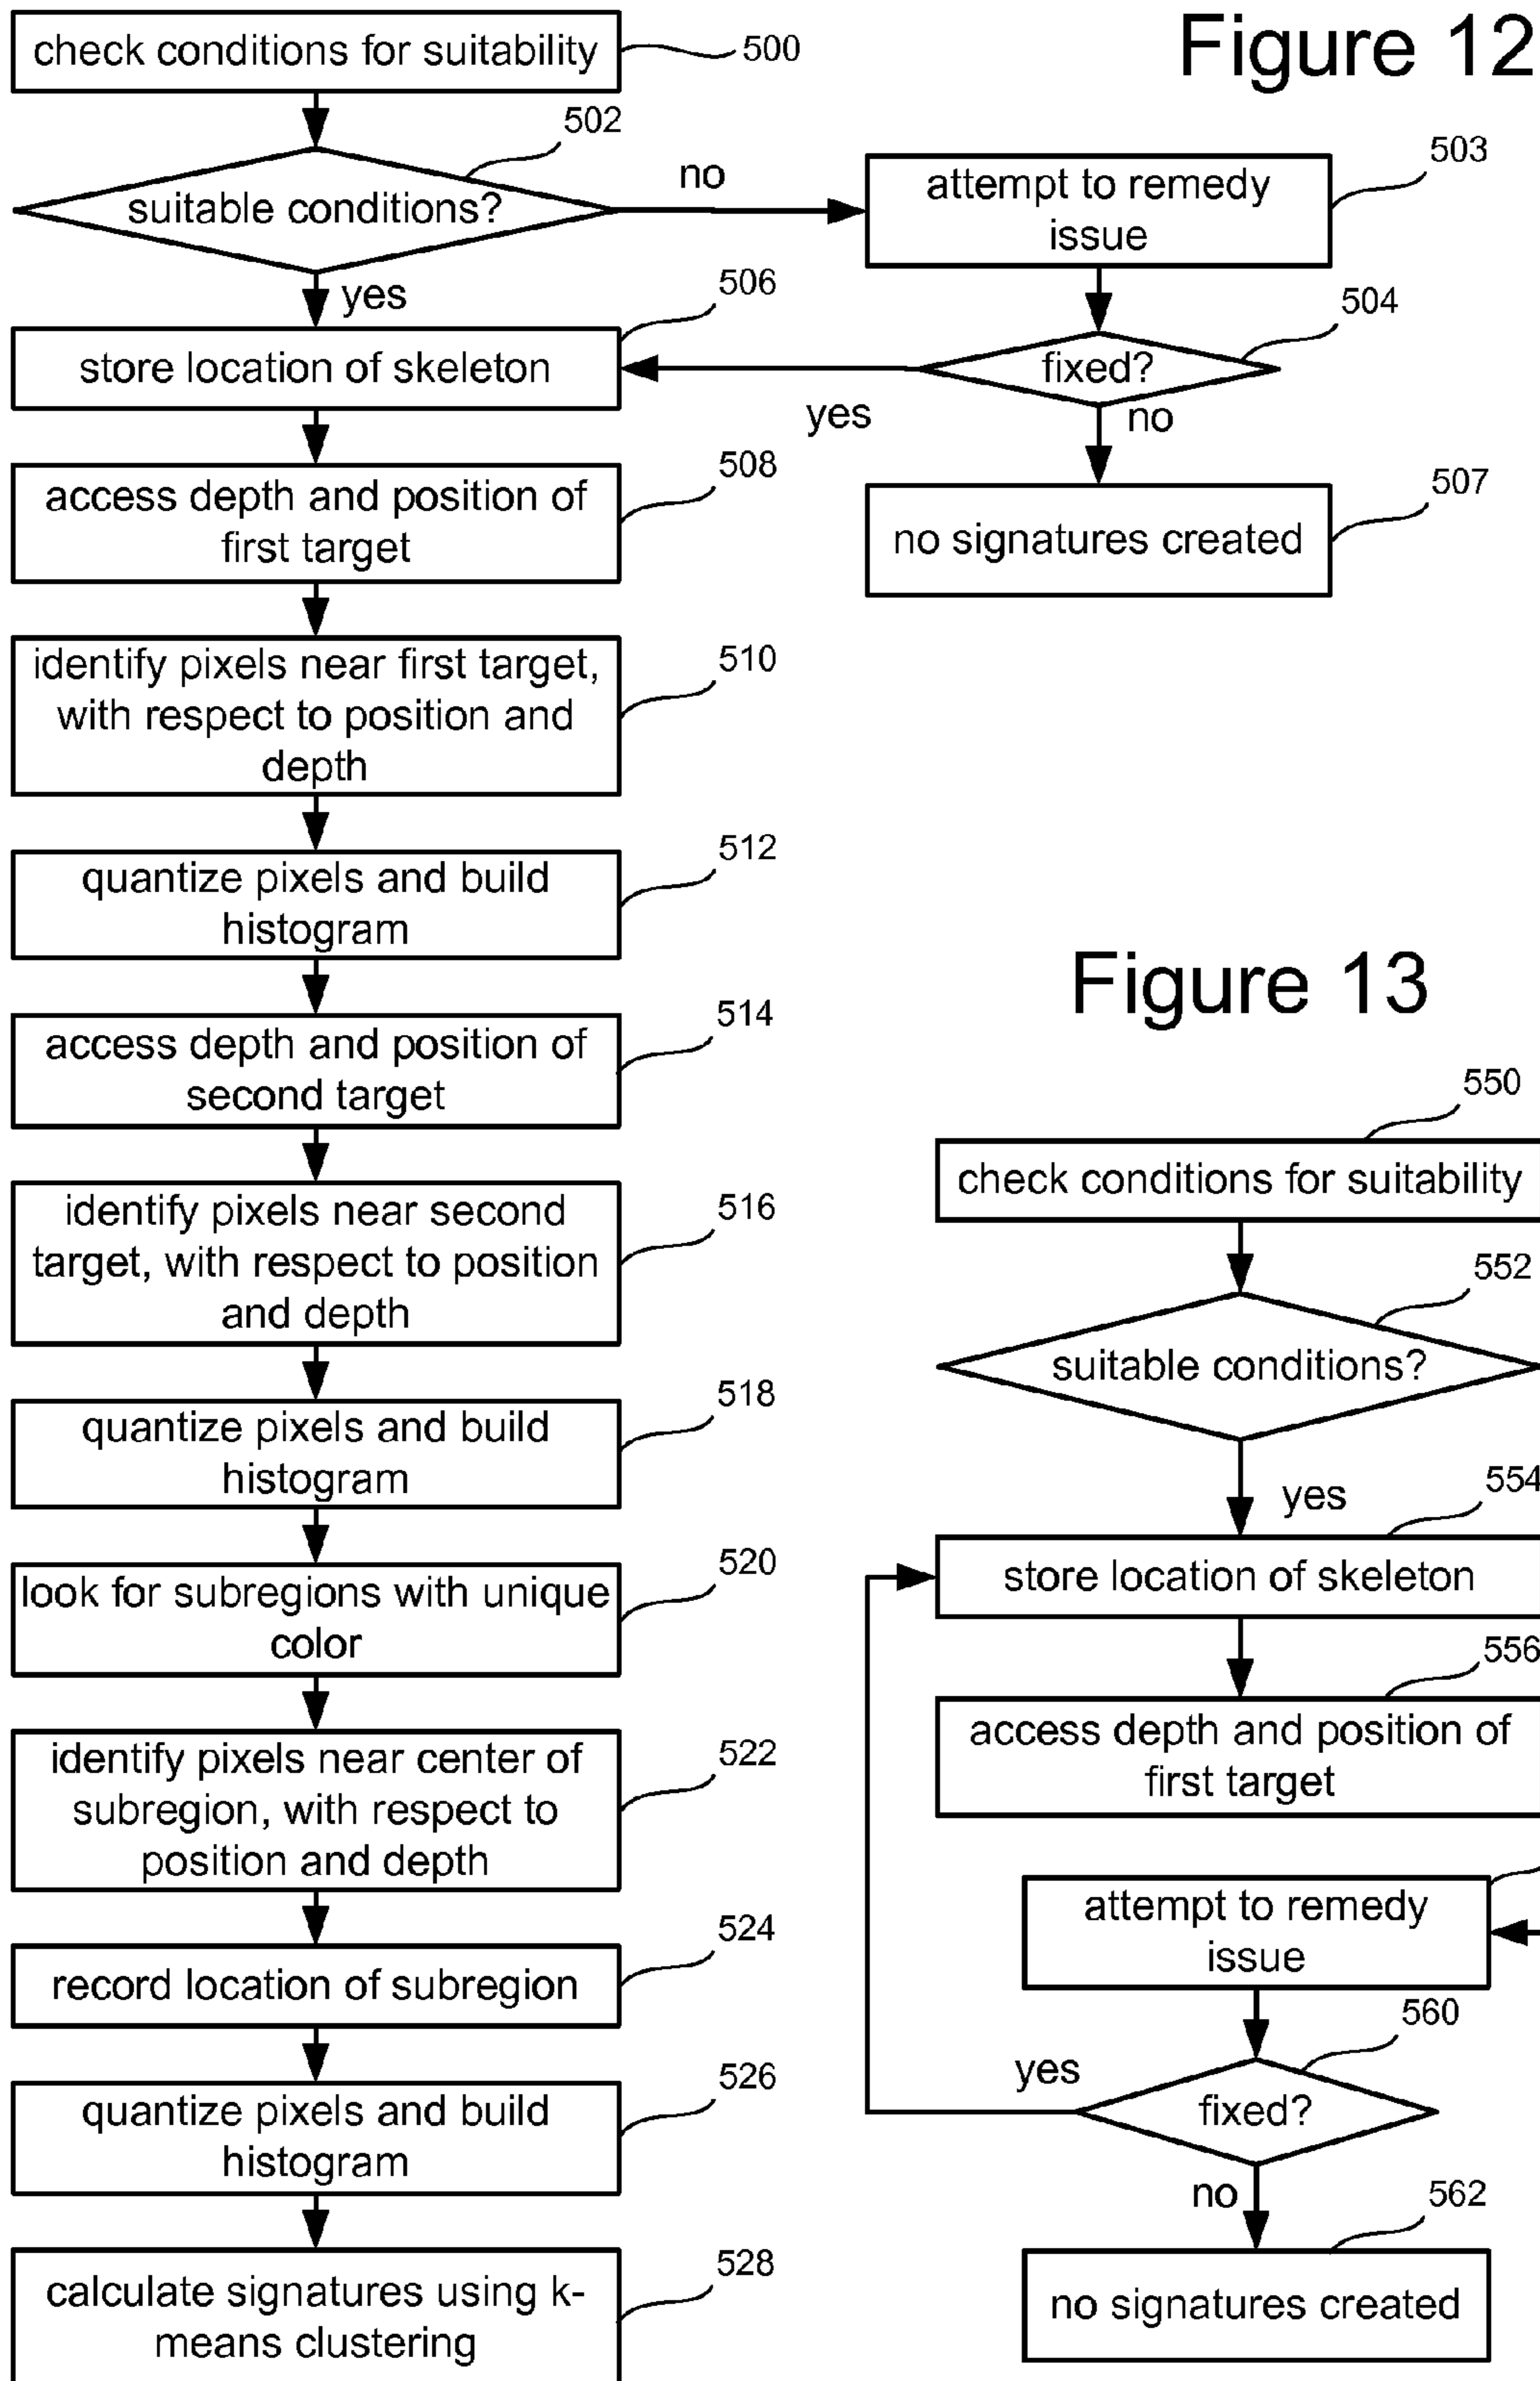 Figure 12
check conditions for suitability
500
502
suitable conditions?
no
yes
attempt to remedy
issue
503
fixed?
504
yes
no
no signatures created
507
store location of skeleton
506
access depth and position of
first target
508
identify pixels near first target,
with respect to position and
depth
510
quantize pixels and build
histogram
512
access depth and position of
second target
514
identify pixels near second
target, with respect to position
and depth
516
quantize pixels and build
histogram
518
look for subregions with unique
color
520
identify pixels near center of
subregion, with respect to
position and depth
522
record location of subregion
524
quantize pixels and build
histogram
526
calculate signatures using k-
means clustering
528
Figure 13
550
check conditions for suitability
552
suitable conditions?
yes
554
store location of skeleton
556
access depth and position of
first target
attempt to remedy
issue
560
yes
fixed?
no
562
no signatures created